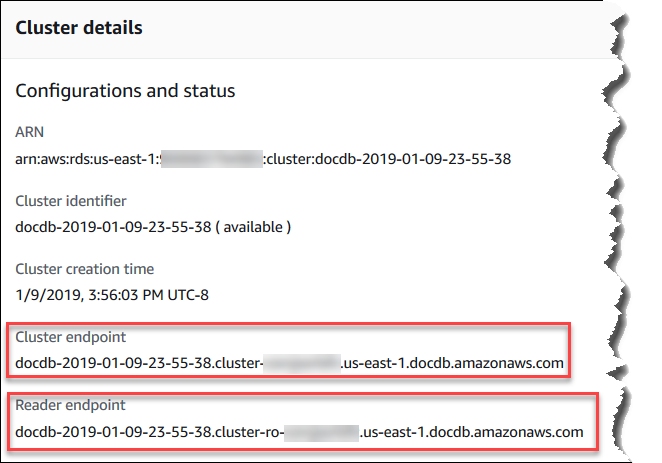 Cluster details
Configurations and status
ARN
arn:aws:rds:us-east-1: :cluster:docdb-2019-01-09-23-55-38
Cluster identifier
docdb-2019-01-09-23-55-38 ( available )
Cluster creation time
1/9/2019, 3:56:03 PM UTC-8
Cluster endpoint
docdb-2019-01-09-23-55-38.cluster- .us-east-1.docdb.amazonaws.com
Reader endpoint
docdb-2019-01-09-23-55-38.cluster-ro- .us-east-1.docdb.amazonaws.com